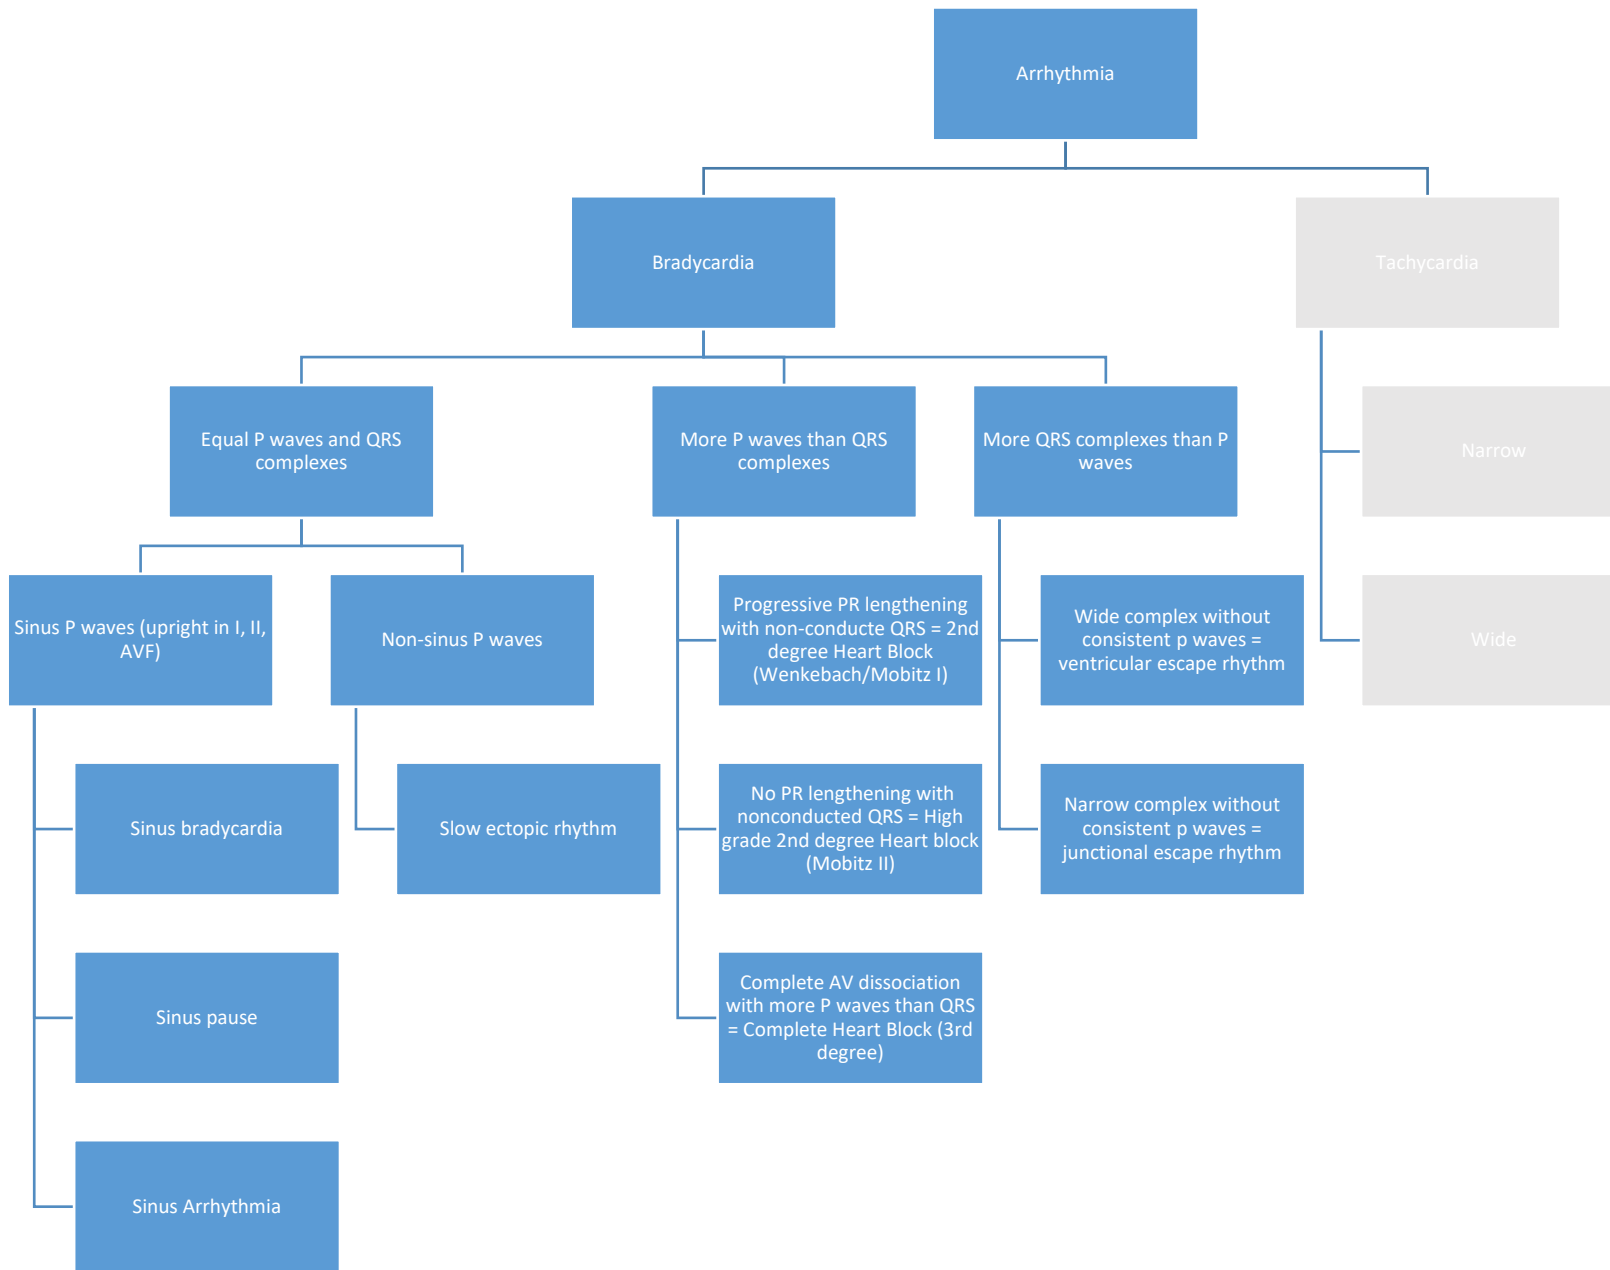 Arrhythmia
Bradycardia
Tachycardia
Equal P waves and QRS
complexes
More P waves than QRS
complexes
More QRS complexes than P
waves
Narrow
Sinus P waves (upright in I, II,
AVF)
Non-sinus P waves
Progressive PR lengthening
with non-conducte QRS = 2nd
degree Heart Block
(Wenkebach/Mobitz I)
Wide complex without
consistent p waves =
ventricular escape rhythm
Wide
Sinus bradycardia
Slow ectopic rhythm
No PR lengthening with
nonconducted QRS = High
grade 2nd degree Heart block
(Mobitz II)
Narrow complex without
consistent p waves =
junctional escape rhythm
Sinus pause
Complete AV dissociation
with more P waves than QRS
= Complete Heart Block (3rd
degree)
Sinus Arrhythmia